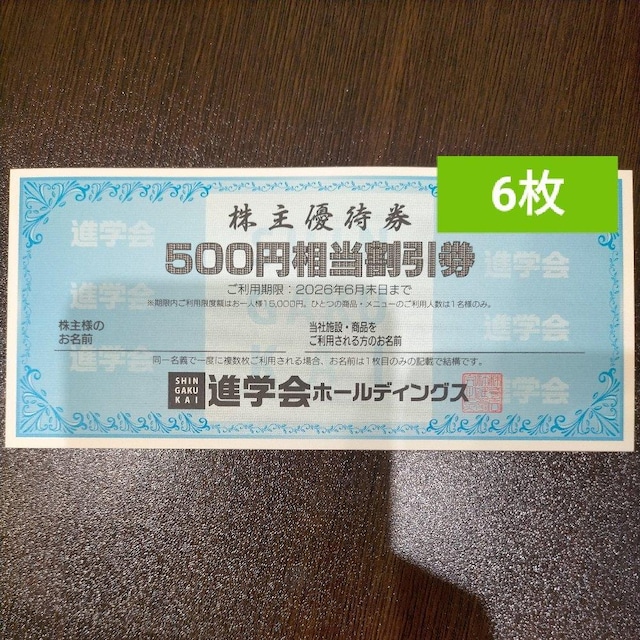 6枚
株主優待券
500円相当割引券
ご利用期限：2026年6月末日まで
※期限内ご利用限度額はお一人様15,000円。ひとつの商品・メニューのご利用人数は1名様のみ。
株主様の
お名前
当社施設・商品を
ご利用される方のお名前
同一名義で一度に複数枚ご利用される場合、お名前は1枚目のみの記載で結構です。
SHIN
GAKU
KAI
進学会ホールディングス
進学会
進学会
進学会
進学会